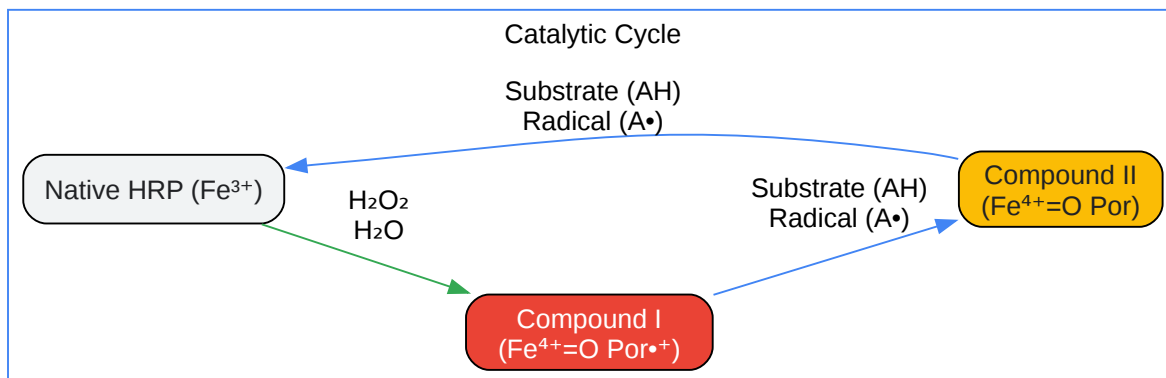 Catalytic Cycle
Substrate (AH)
Radical (A•)
Native HRP (Fe³⁺)
H₂O₂
H₂O
Substrate (AH)
Radical (A•)
Compound II
(Fe⁴⁺=O Por)
Compound I
(Fe⁴⁺=O Por•⁺)